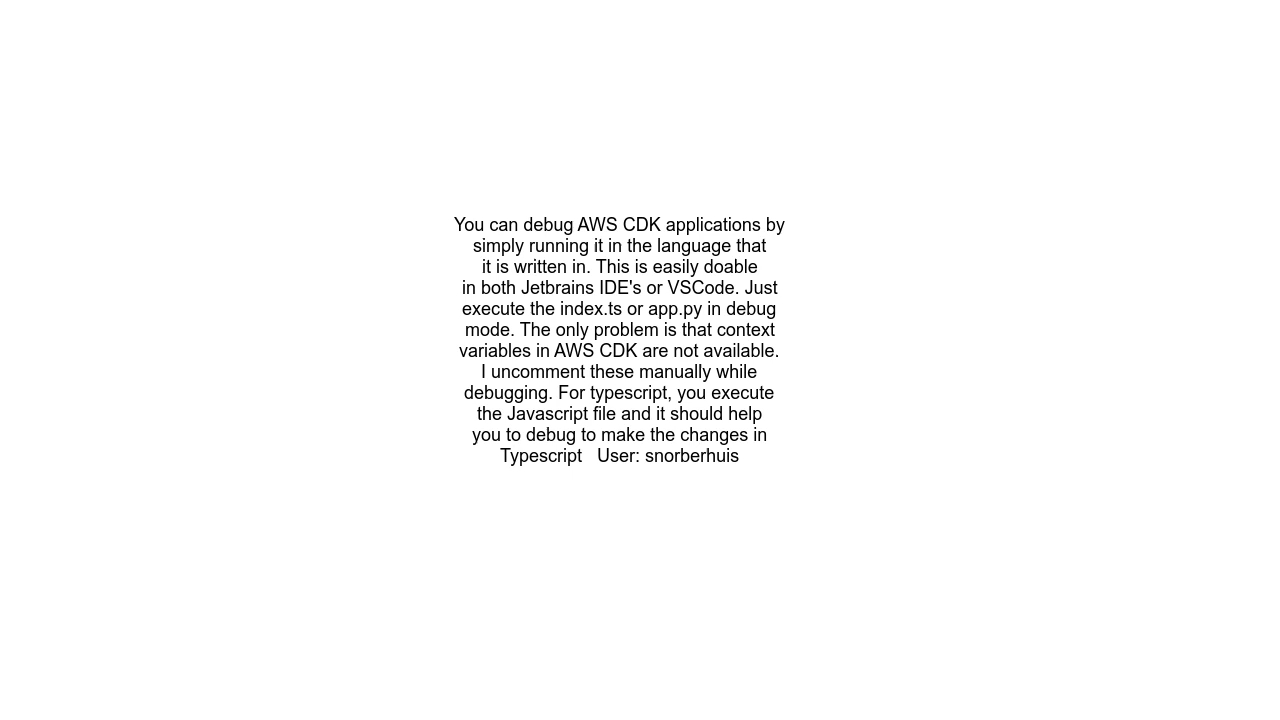 You can debug AWS CDK applications by
simply running it in the language that
it is written in. This is easily doable
in both Jetbrains IDE's or VSCode. Just
execute the index.ts or app.py in debug
mode. The only problem is that context
variables in AWS CDK are not available.
I uncomment these manually while
debugging. For typescript, you execute
the Javascript file and it should help
you to debug to make the changes in
Typescript   User: snorberhuis